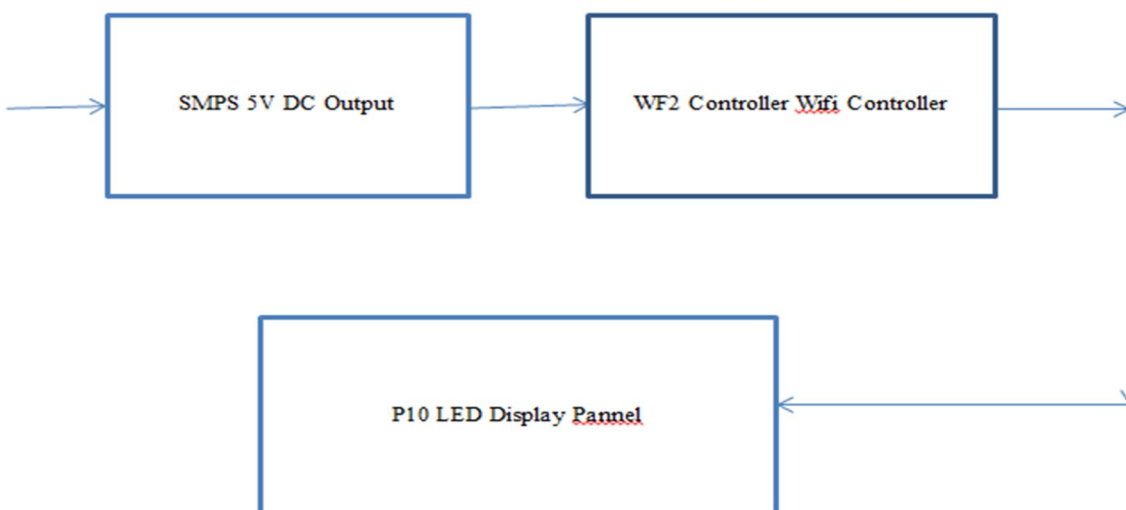 SMPS 5V DC Output
WF2 Controller Wifi Controller
P10 LED Display Pannel